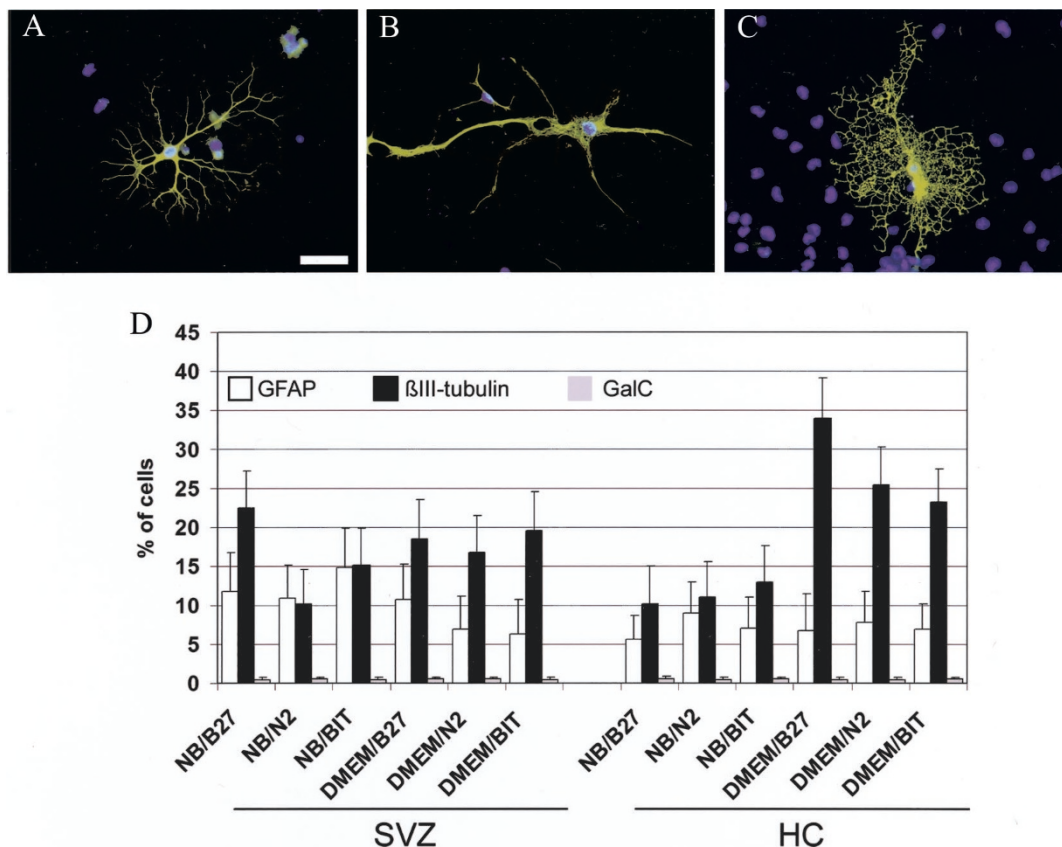 A
B
C
D
45
40
35
30
25
20
15
10
5
0
% of cells
GFAP
ßIII-tubulin
GalC
NB/B27
NB/N2
NB/BIT
DMEM/B27
DMEM/N2
DMEM/BIT
NB/B27
NB/N2
NB/BIT
DMEM/B27
DMEM/N2
DMEM/BIT
SVZ
HC